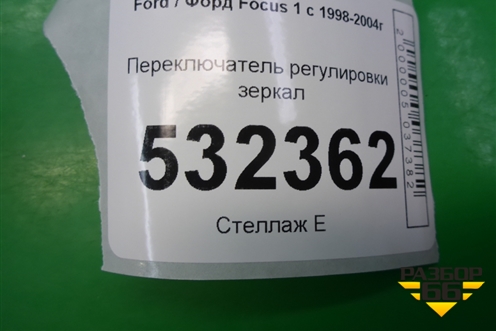 Ford / Форд Focus 1 с 1998-2004г
Переключатель регулировки
зеркал
532362
Стеллаж Е
2000005037382
РАЗБОР
66